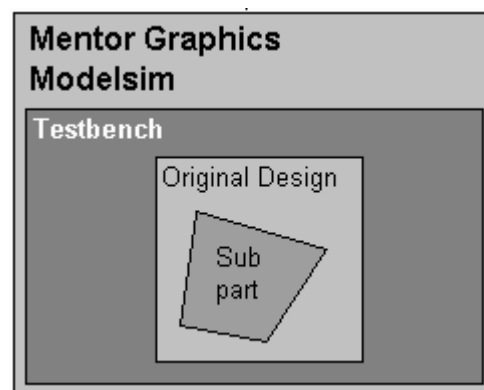 Mentor Graphics
Modelsim
Testbench
Original Design
Sub
part